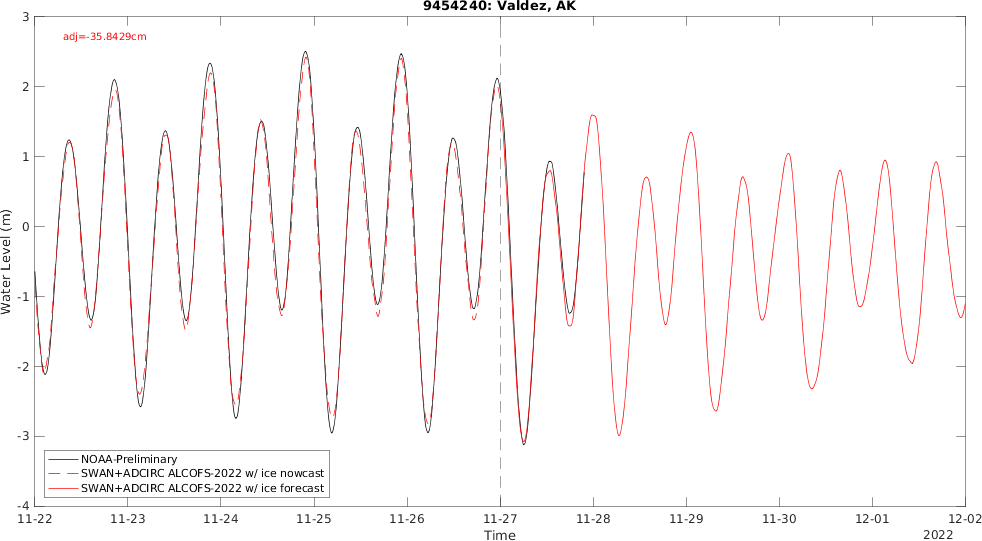 9454240: Valdez, AK
adj=-35.8429cm
3
2
1
0
-1
-2
-3
-4
Water Level (m)
NOAA-Preliminary
SWAN+ADCIRC ALCOFS-2022 w/ ice nowcast
SWAN+ADCIRC ALCOFS-2022 w/ ice forecast
11-22 11-23 11-24 11-25 11-26 11-27 11-28 11-29 11-30 12-01 12-02
Time
2022